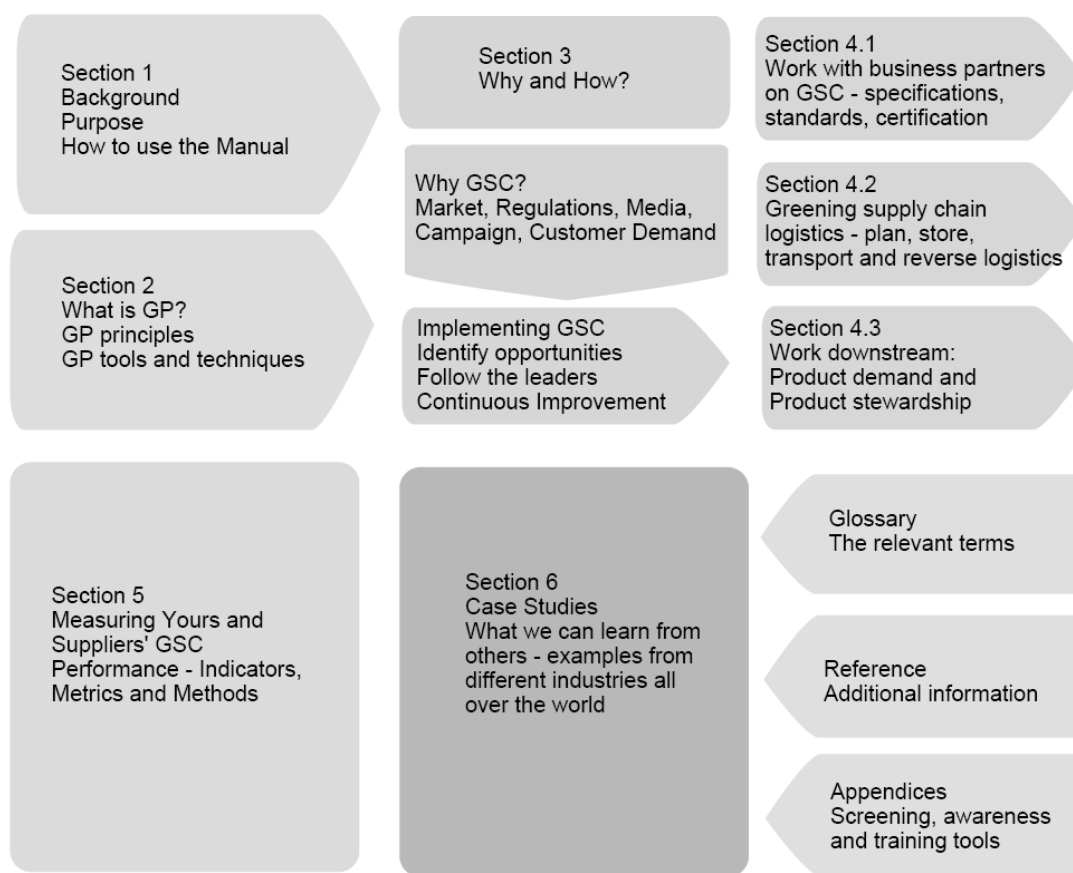 Section 1
Background
Purpose
How to use the Manual
Section 2
What is GP?
GP principles
GP tools and techniques
Section 3
Why and How?
Why GSC?
Market, Regulations, Media,
Campaign, Customer Demand
Implementing GSC
Identify opportunities
Follow the leaders
Continuous Improvement
Section 4.1
Work with business partners
on GSC - specifications,
standards, certification
Section 4.2
Greening supply chain
logistics - plan, store,
transport and reverse logistics
Section 4.3
Work downstream:
Product demand and
Product stewardship
Section 5
Measuring Yours and
Suppliers' GSC
Performance - Indicators,
Metrics and Methods
Section 6
Case Studies
What we can learn from
others - examples from
different industries all
over the world
Glossary
The relevant terms
Reference
Additional information
Appendices
Screening, awareness
and training tools